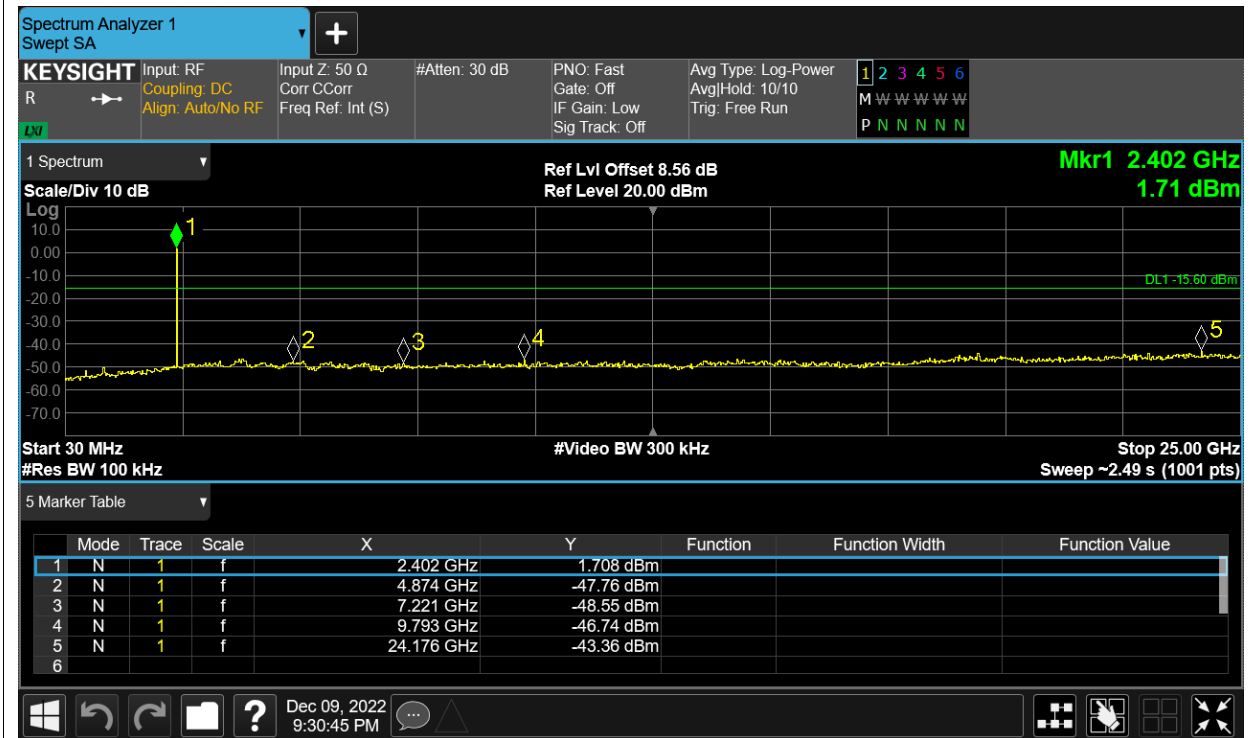 Spectrum Analyzer 1
Swept SA
KEYSIGHT
R
LXI
Input: RF
Coupling: DC
Align: Auto/No RF
Input Z: 50 Ω
Corr CCorr
Freq Ref: Int (S)
#Atten: 30 dB
PNO: Fast
Gate: Off
IF Gain: Low
Sig Track: Off
Avg Type: Log-Power
Avg|Hold: 10/10
Trig: Free Run
1 2 3 4 5 6
M W W W W W
P N N N N N
1 Spectrum
Scale/Div 10 dB
Ref Lvl Offset 8.56 dB
Ref Level 20.00 dBm
Mkr1 2.402 GHz
1.71 dBm
Log
10.0
0.00
-10.0
-20.0
-30.0
-40.0
-50.0
-60.0
-70.0
1
2
3
4
5
DL1 -15.60 dBm
Start 30 MHz
#Video BW 300 kHz
Stop 25.00 GHz
#Res BW 100 kHz
Sweep ~2.49 s (1001 pts)
5 Marker Table
Mode Trace Scale X Y Function Function Width Function Value
1 N 1 f 2.402 GHz 1.708 dBm
2 N 1 f 4.874 GHz -47.76 dBm
3 N 1 f 7.221 GHz -48.55 dBm
4 N 1 f 9.793 GHz -46.74 dBm
5 N 1 f 24.176 GHz -43.36 dBm
6
?
Dec 09, 2022
9:30:45 PM